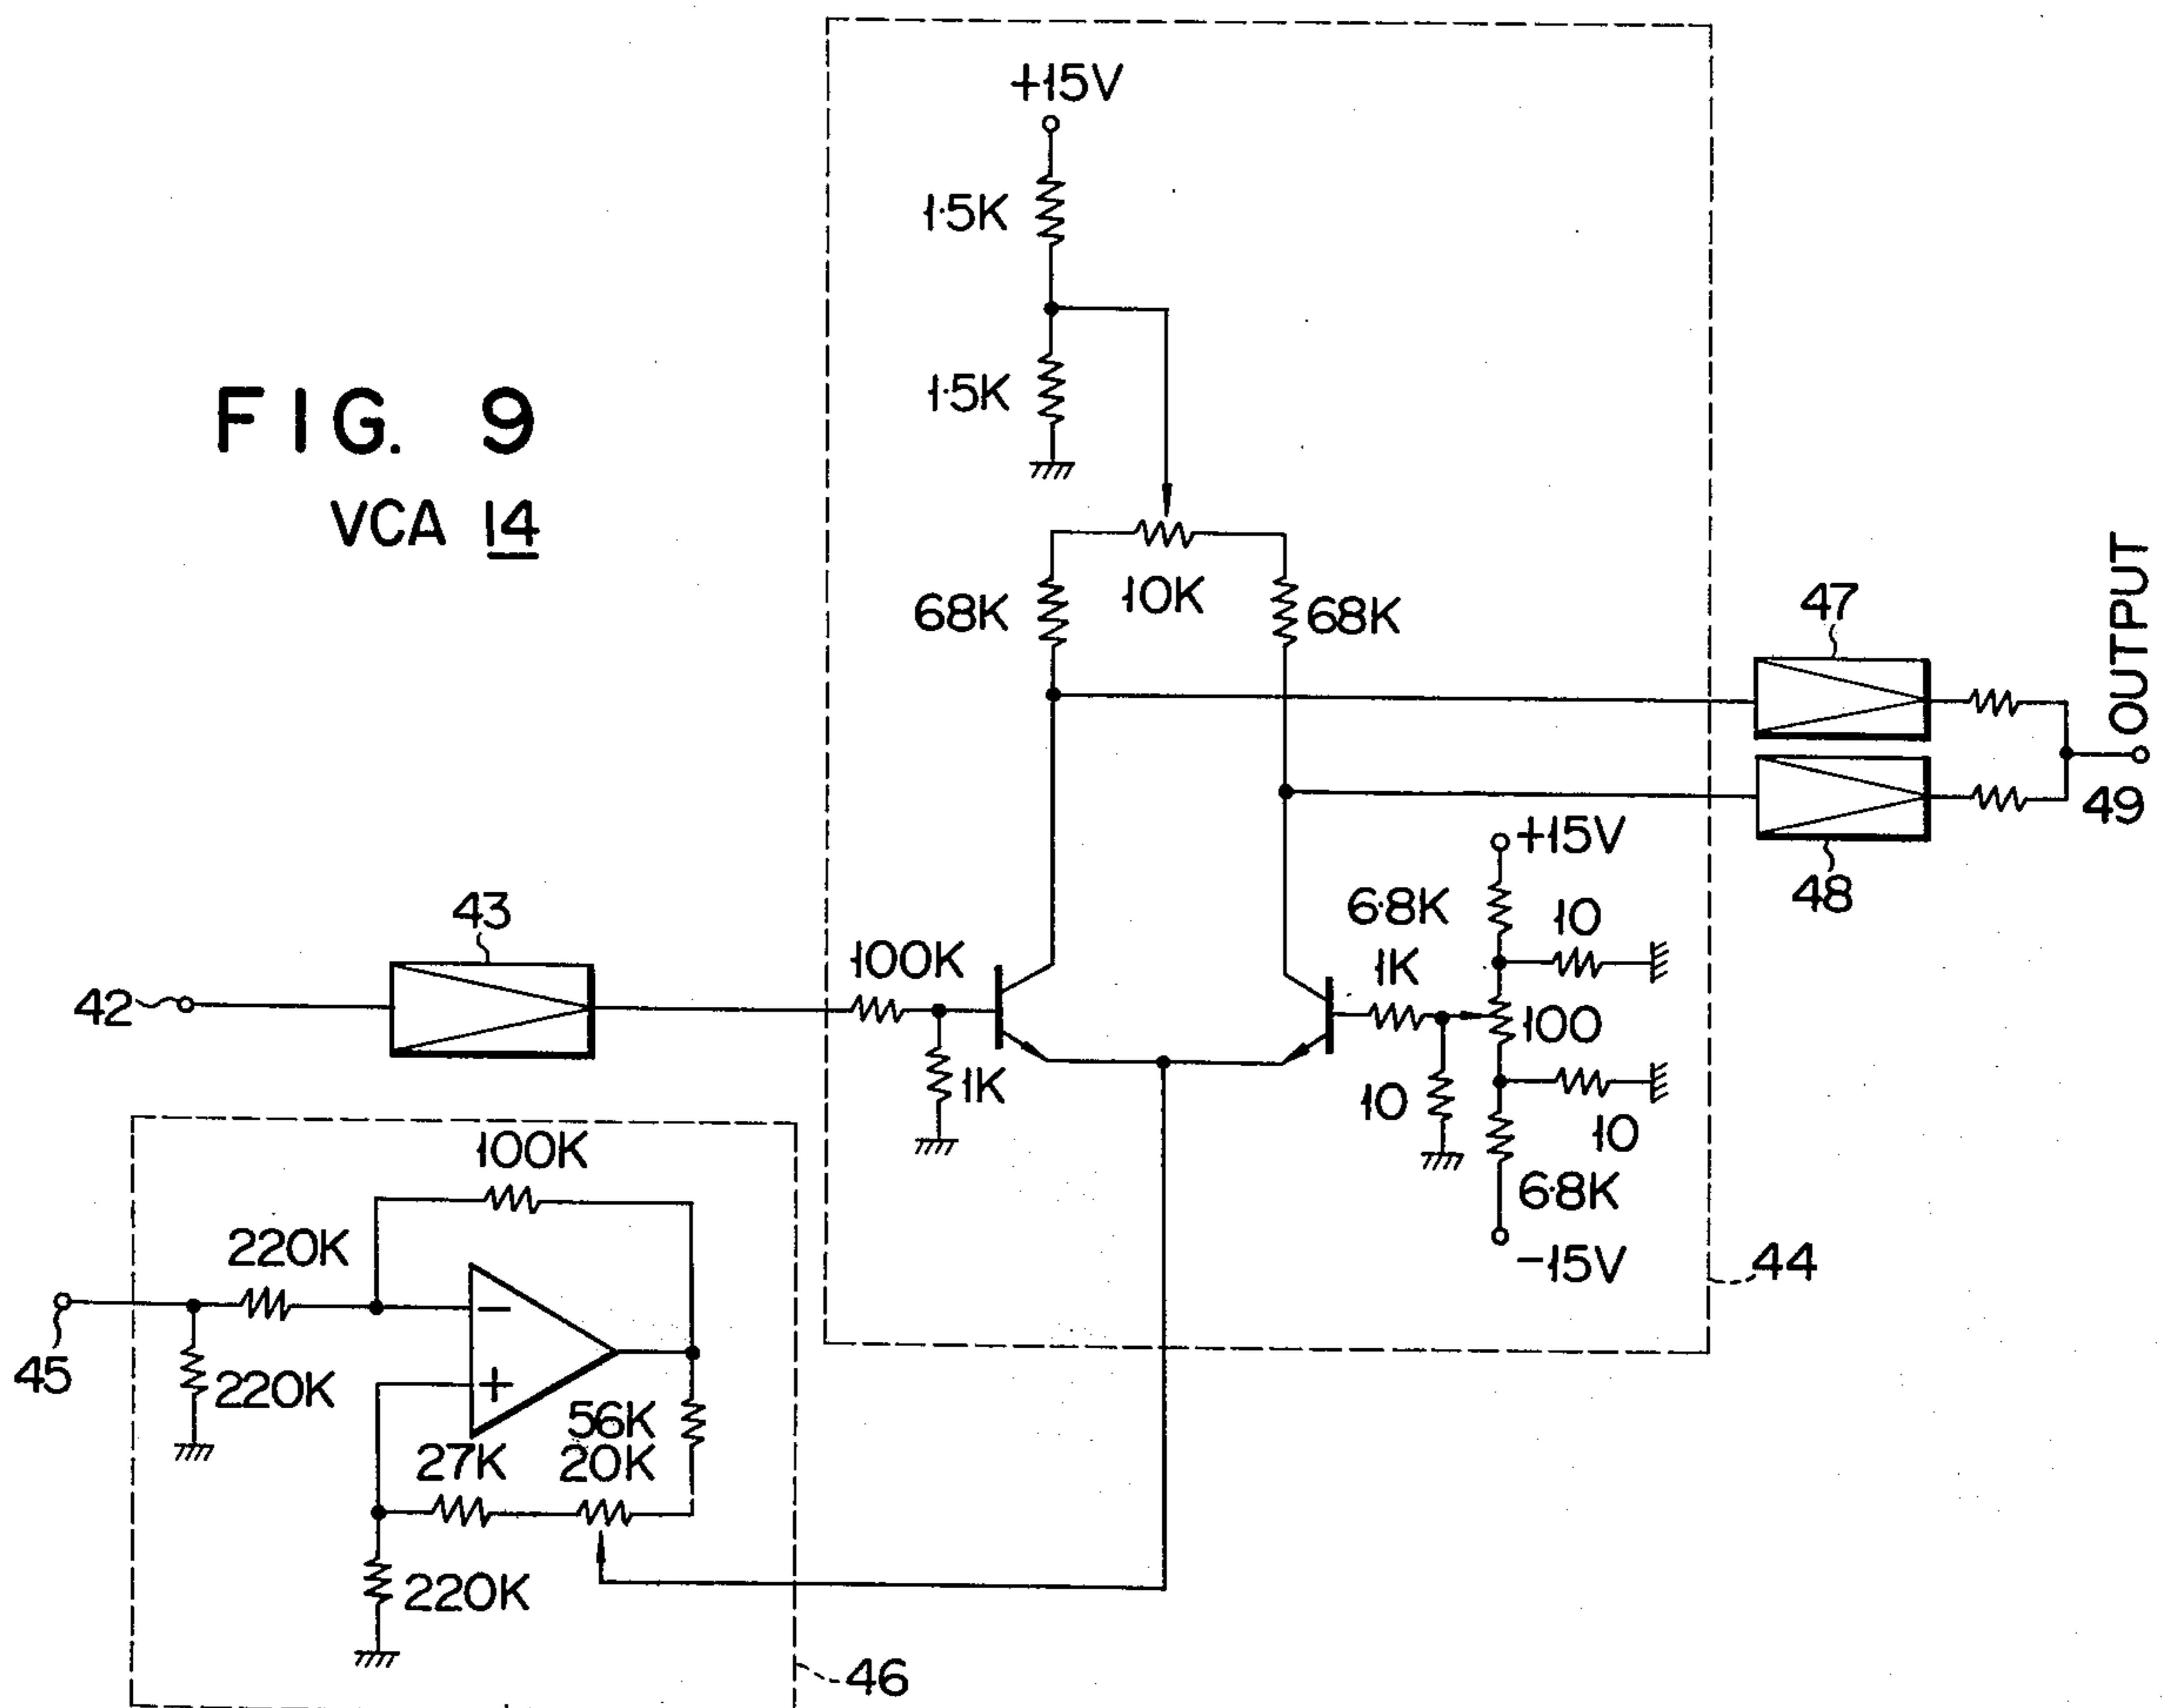 FIG. 9
VCA 14
+15V
1.5K
1.5K
10K
68K
68K
47
OUTPUT
49
48
+15V
6.8K
10
1K
100
10
10
6.8K
-15V
44
43
42
100K
1K
100K
220K
45
220K
−
+
56K
27K
20K
220K
46